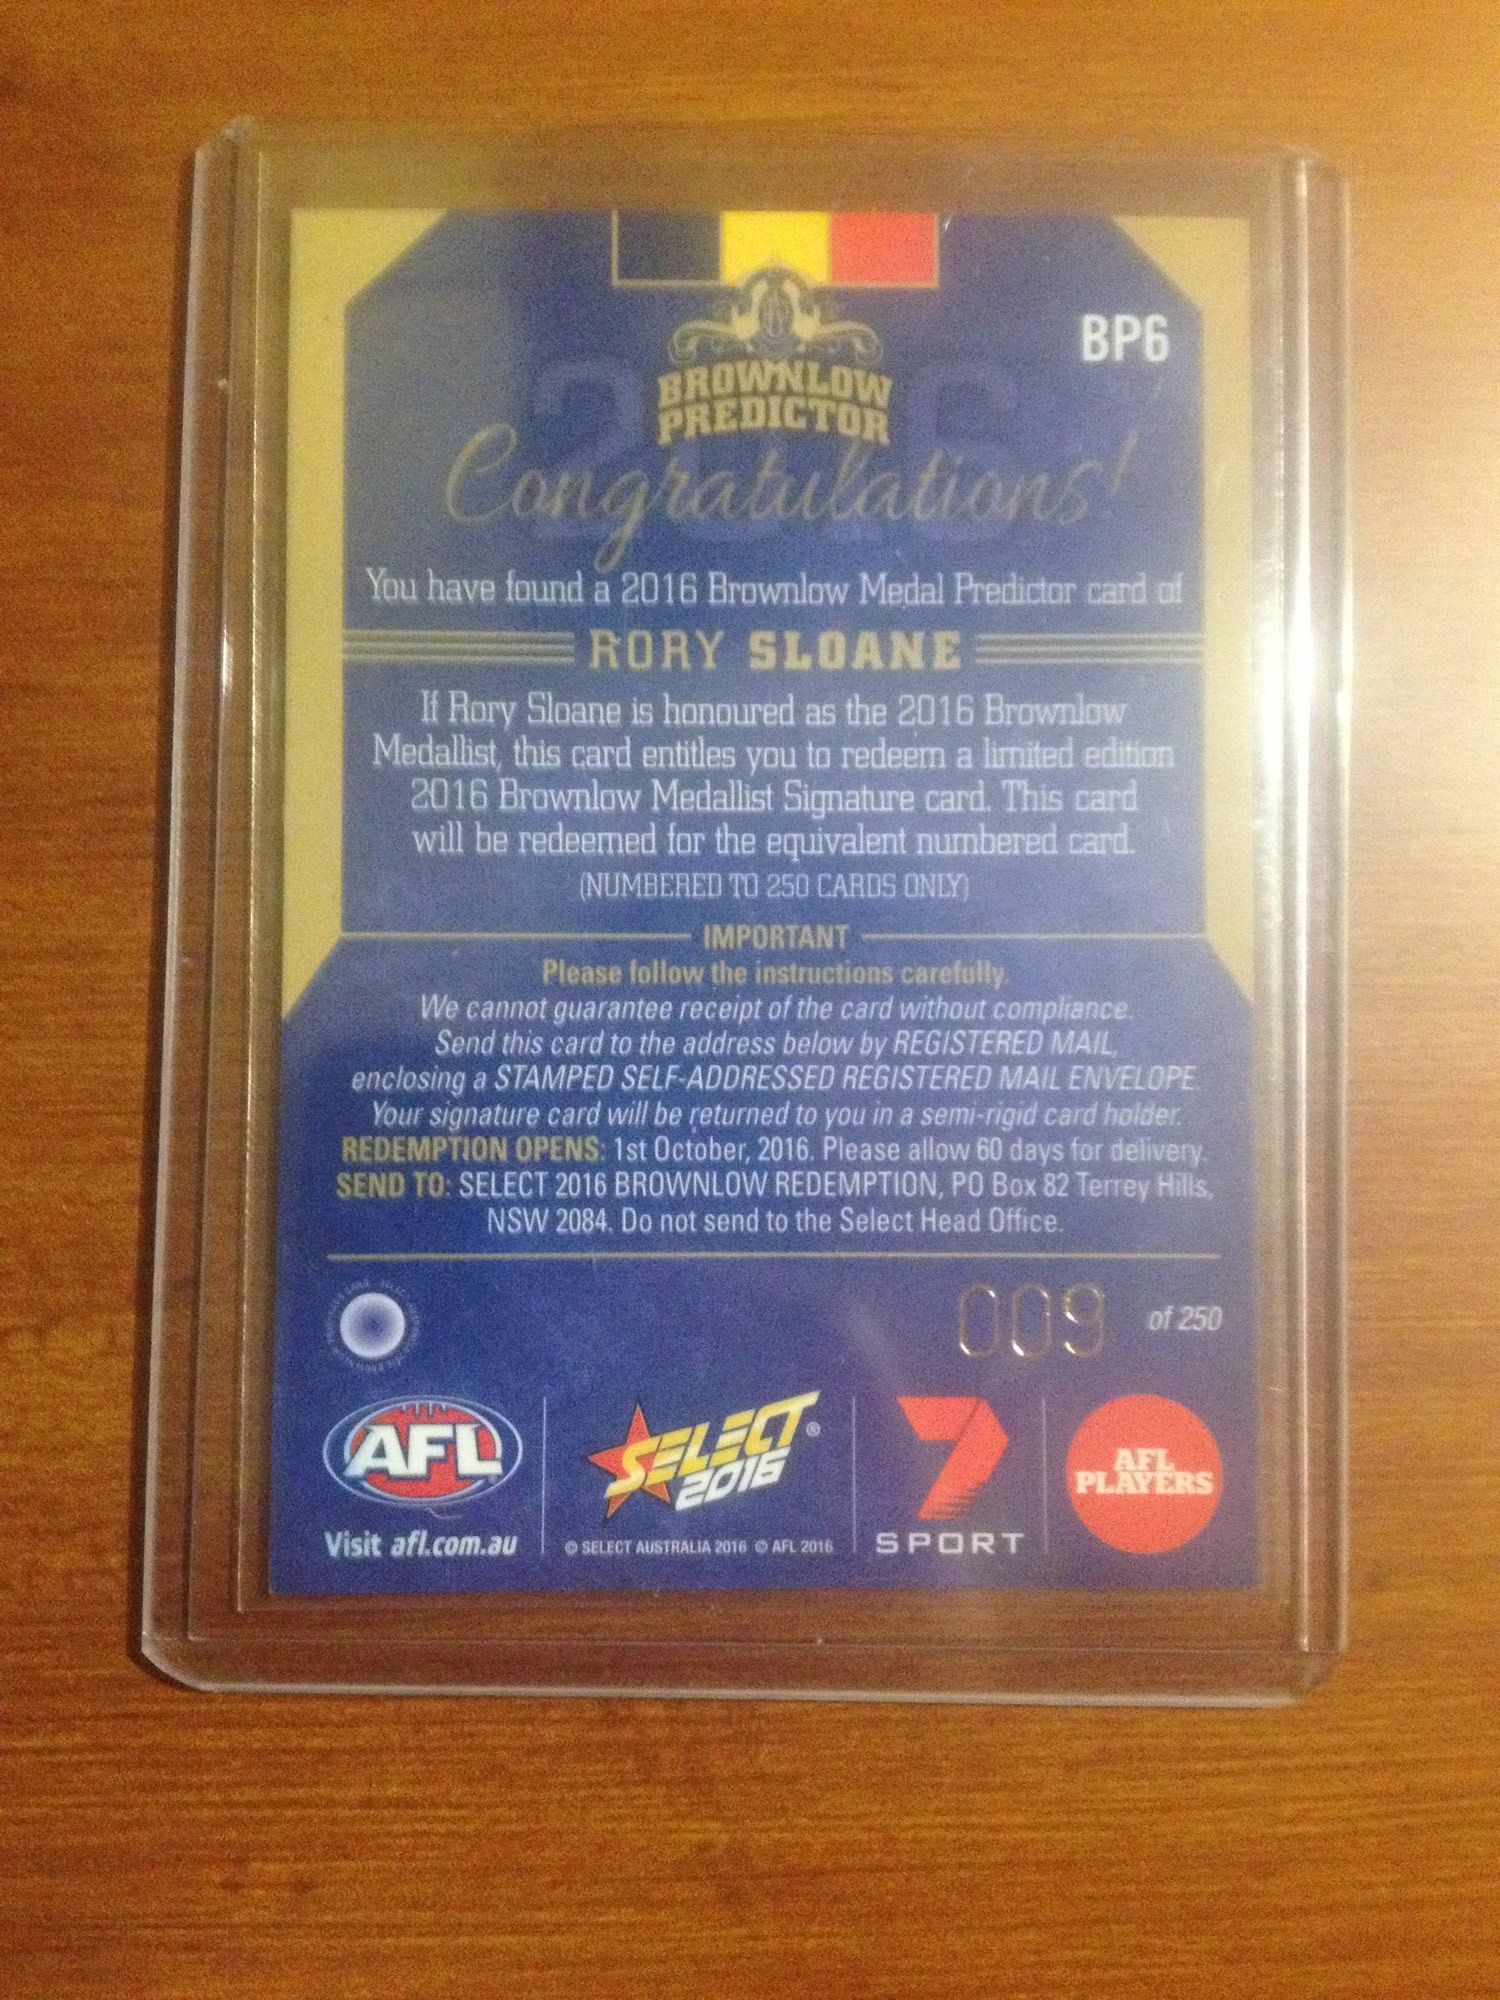 BP6
2016
BROWNLOW
PREDICTOR
Congratulations!
You have found a 2016 Brownlow Medal Predictor card of
RORY SLOANE
If Rory Sloane is honoured as the 2016 Brownlow
Medallist, this card entitles you to redeem a limited edition
2016 Brownlow Medallist Signature card. This card
will be redeemed for the equivalent numbered card.
(NUMBERED TO 250 CARDS ONLY)
IMPORTANT
Please follow the instructions carefully.
We cannot guarantee receipt of the card without compliance.
Send this card to the address below by REGISTERED MAIL,
enclosing a STAMPED SELF-ADDRESSED REGISTERED MAIL ENVELOPE.
Your signature card will be returned to you in a semi-rigid card holder.
REDEMPTION OPENS: 1st October, 2016. Please allow 60 days for delivery.
SEND TO: SELECT 2016 BROWNLOW REDEMPTION, PO Box 82 Terrey Hills,
NSW 2084. Do not send to the Select Head Office.
009 of 250
AFL
Visit afl.com.au
SELECT®
2016
© SELECT AUSTRALIA 2016 © AFL 2016
7
SPORT
AFL
PLAYERS